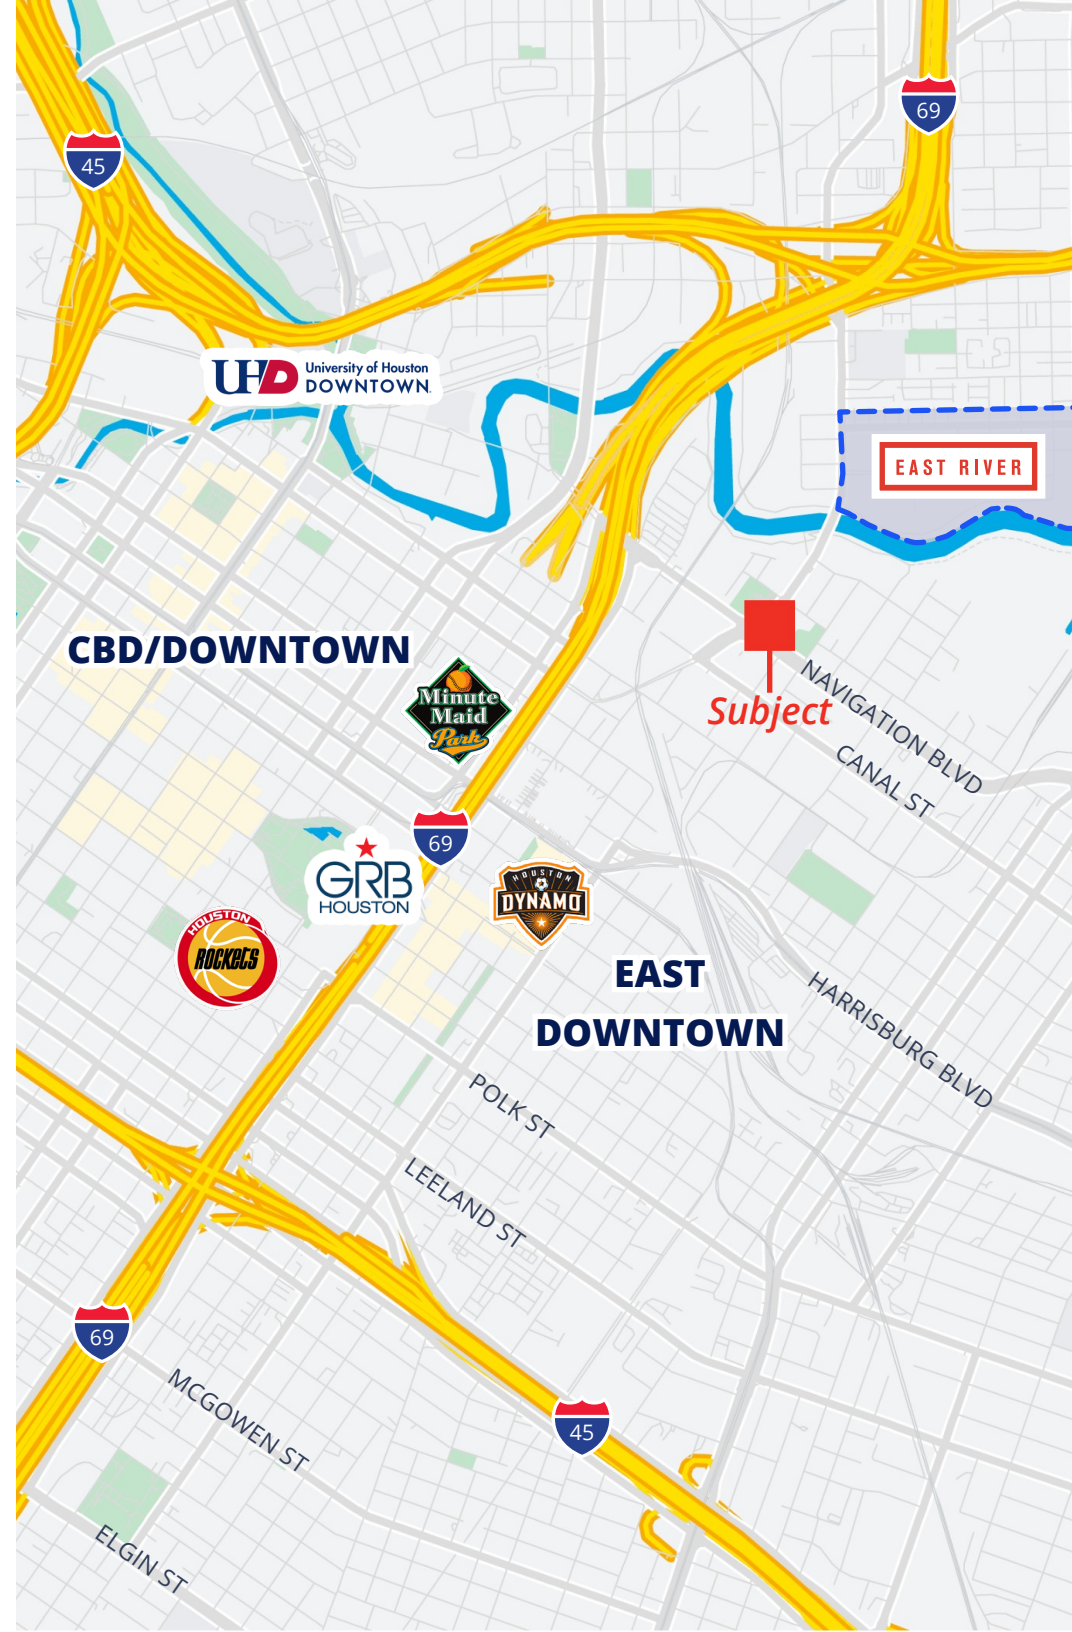 69
45
UHD University of Houston
DOWNTOWN
EAST RIVER
CBD/DOWNTOWN
Minute
Maid
Park
Subject
NAVIGATION BLVD
CANAL ST
69
GRB
HOUSTON
HOUSTON
DYNAMO
HOUSTON
ROCKETS
EAST
DOWNTOWN
HARRISBURG BLVD
POLK ST
LEELAND ST
69
MCGOWEN ST
45
ELGIN ST